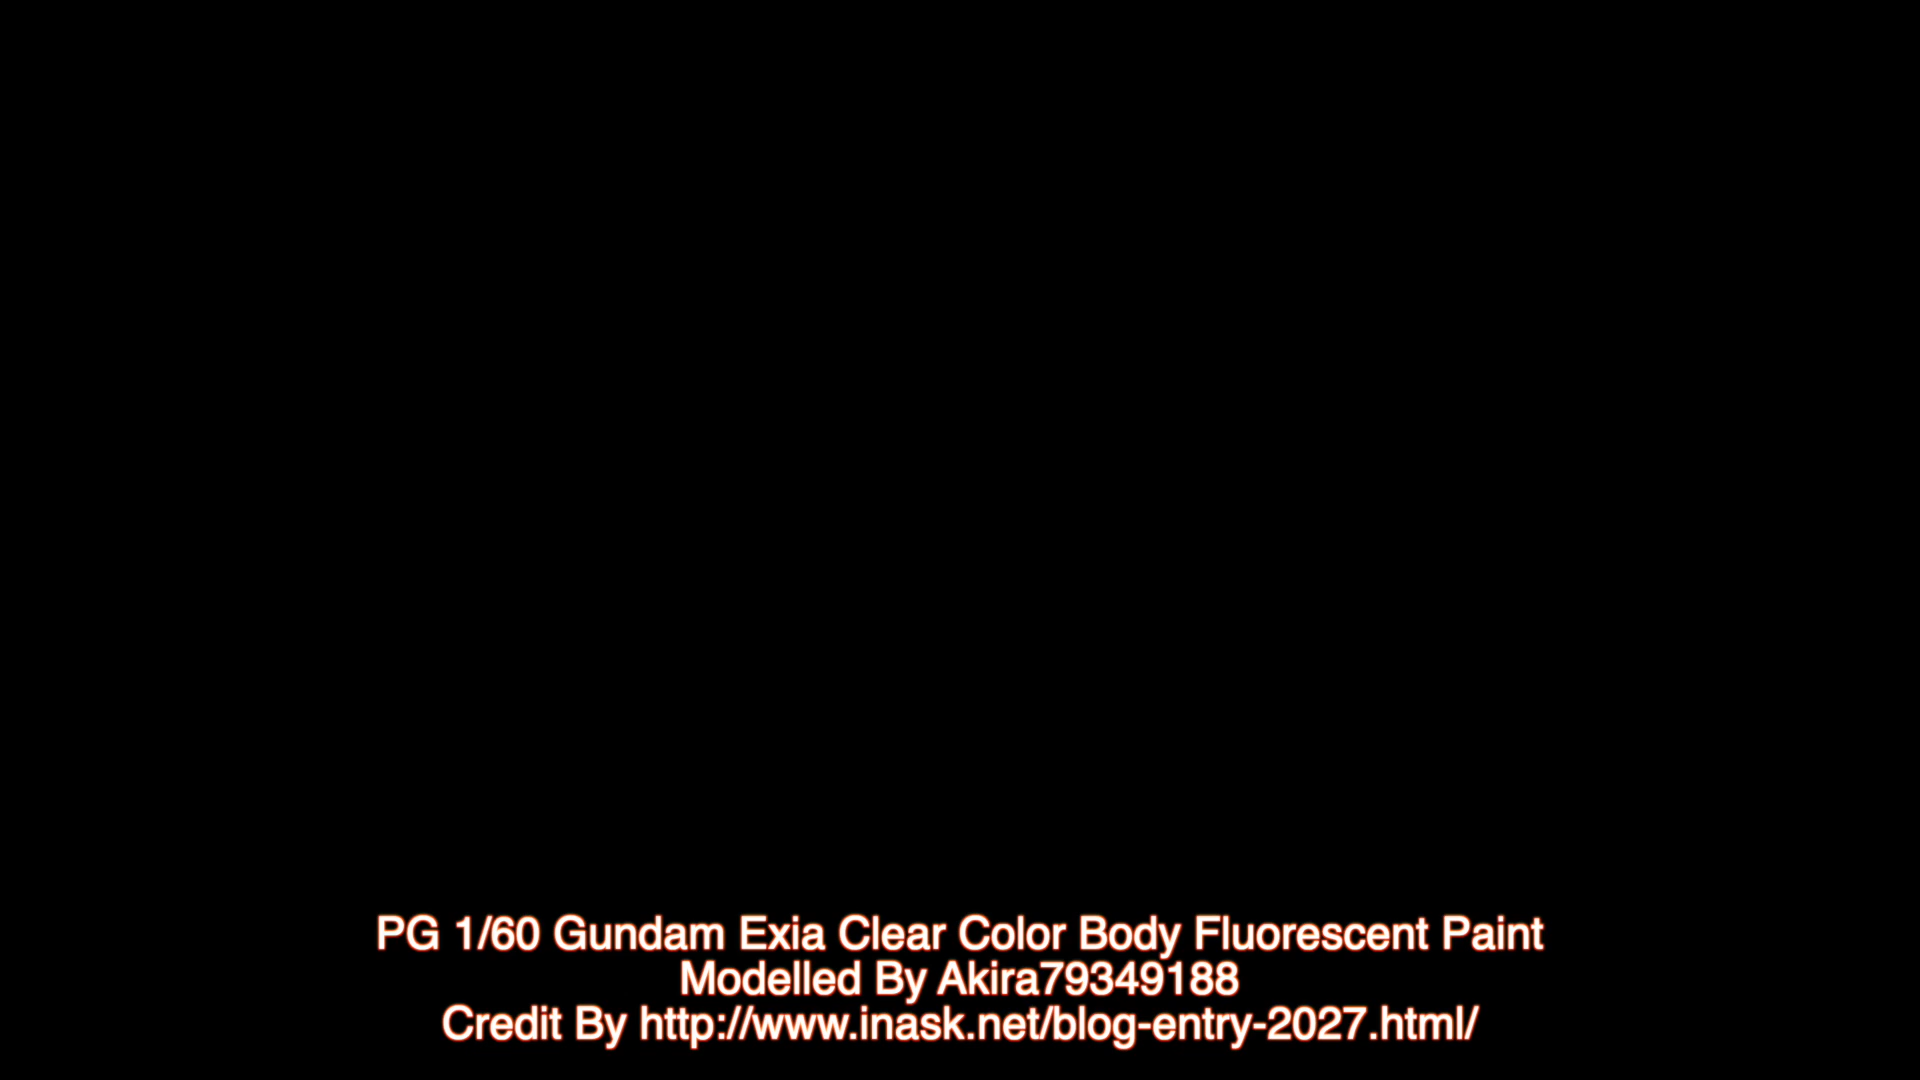 PG 1/60 Gundam Exia Clear Color Body Fluorescent Paint
Modelled By Akira79349188
Credit By http://www.inask.net/blog-entry-2027.html/